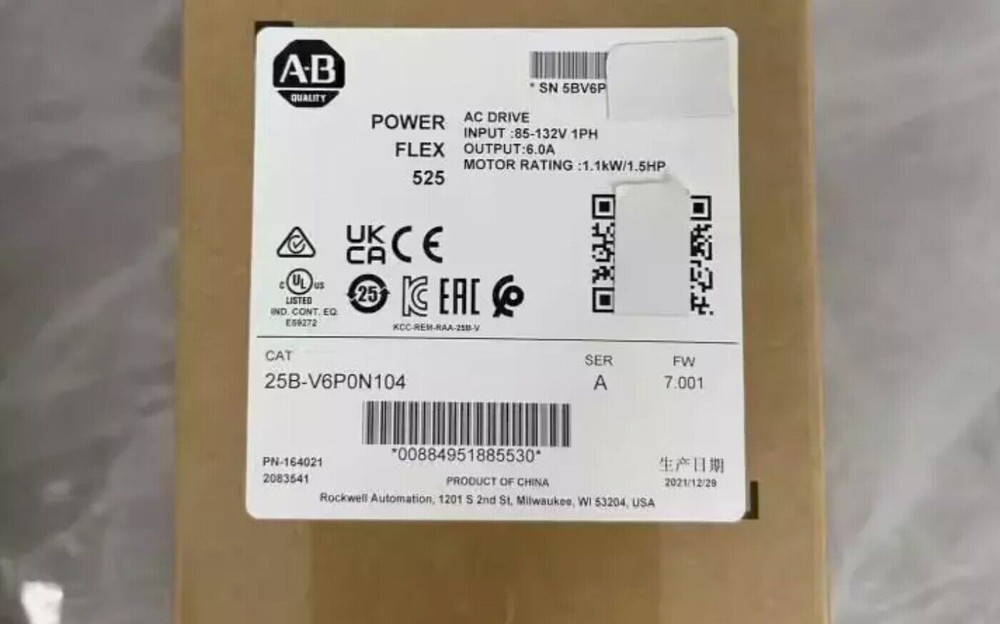 A-B
QUALITY
* SN 5BV6P
POWER
FLEX
525
AC DRIVE
INPUT :85-132V 1PH
OUTPUT:6.0A
MOTOR RATING :1.1kW/1.5HP
UK
CA
CE
C UL US
LISTED
IND. CONT. EQ.
E59272
25
EAC
KCC-REM-RAA-25B-V
CAT
25B-V6P0N104
SER
A
FW
7.001
*00884951885530*
PN-164021
2083541
PRODUCT OF CHINA
生产日期
2021/12/29
Rockwell Automation, 1201 S 2nd St, Milwaukee, WI 53204, USA